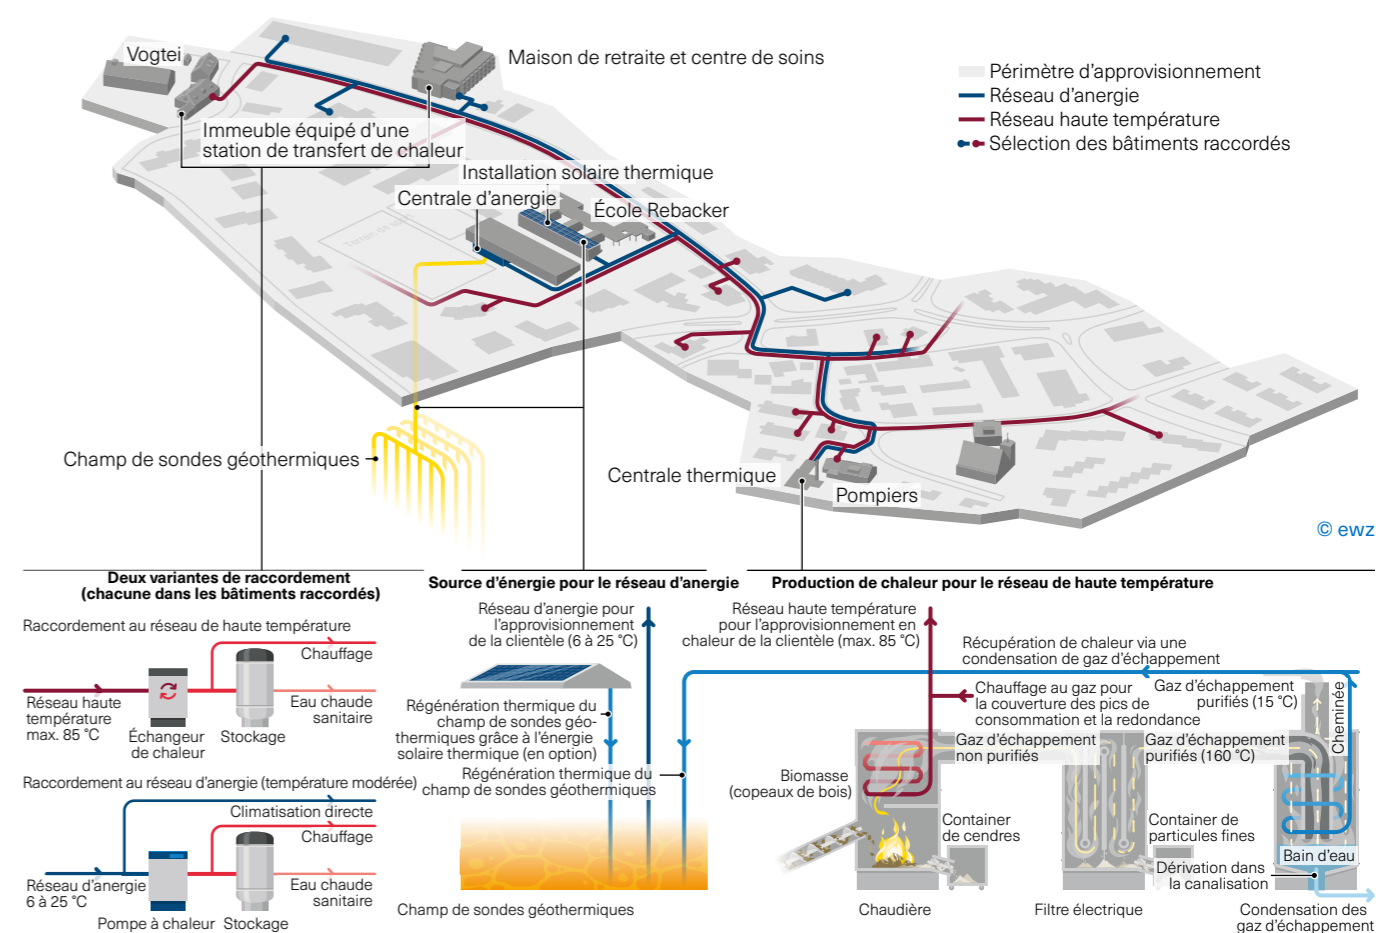 Vogtei
Maison de retraite et centre de soins
Périmètre d'approvisionnement
Réseau d'anergie
Réseau haute température
Sélection des bâtiments raccordés
Immeuble équipé d'une
station de transfert de chaleur
Installation solaire thermique
Centrale d'anergie
École Rebacker
Champ de sondes géothermiques
Centrale thermique
Pompiers
© ewz
Deux variantes de raccordement
(chacune dans les bâtiments raccordés)
Raccordement au réseau de haute température
Chauffage
Réseau haute
température
max. 85 °C
Échangeur
de chaleur
Stockage
Eau chaude
sanitaire
Raccordement au réseau d'anergie (température modérée)
Climatisation directe
Chauffage
Réseau d'anergie
6 à 25 °C
Pompe à chaleur
Stockage
Eau chaude
sanitaire
Source d'énergie pour le réseau d'anergie
Réseau d'anergie pour
l'approvisionnement
de la clientèle (6 à 25 °C)
Régénération thermique du
champ de sondes géo-
thermiques grâce à l'énergie
solaire thermique (en option)
Régénération thermique du
champ de sondes géothermiques
Champ de sondes géothermiques
Production de chaleur pour le réseau de haute température
Réseau haute température
pour l'approvisionnement en
chaleur de la clientèle (max. 85 °C)
Récupération de chaleur via une
condensation de gaz d'échappement
Chauffage au gaz pour
la couverture des pics de
consommation et la redondance
Gaz d'échappement
purifiés (15 °C)
Cheminée
Gaz d'échappement
non purifiés
Gaz d'échappement
purifiés (160 °C)
Biomasse
(copeaux de bois)
Container
de cendres
Container de
particules fines
Bain d'eau
Dérivation dans
la canalisation
Chaudière
Filtre électrique
Condensation des
gaz d'échappement